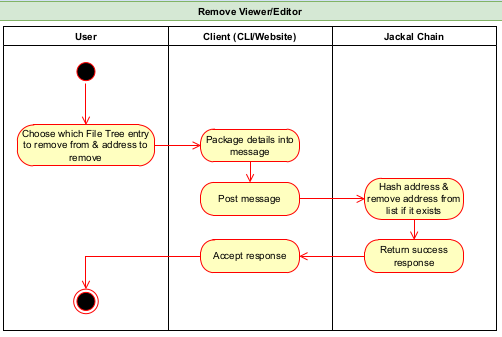 Remove Viewer/Editor
User
Client (CLI/Website)
Jackal Chain
Choose which File Tree entry
to remove from & address to
remove
Package details into
message
Post message
Hash address &
remove address from
list if it exists
Return success
response
Accept response